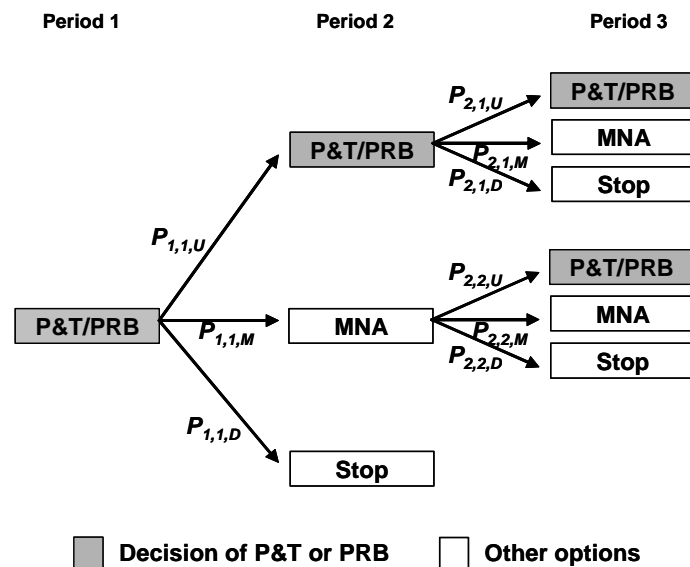 Period 1 Period 2 Period 3
P&T/PRB
P2,1,U
MNA
P&T/PRB
P2,1,M
P2,1,D
Stop
P1,1,U
P&T/PRB
P2,2,U
P&T/PRB
MNA
MNA
P1,1,M
P2,2,M
P2,2,D
Stop
P1,1,D
Stop
Decision of P&T or PRB Other options